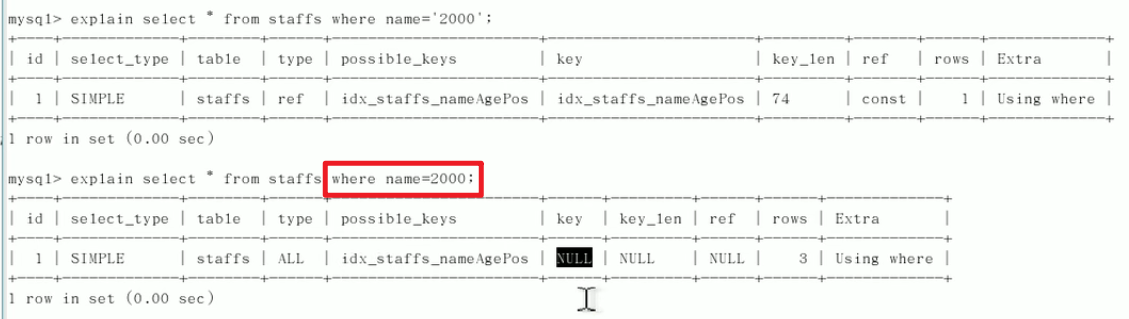 mysql> explain select * from staffs where name='2000';
+----+-------------+--------+------+-----------------------+-----------------------+---------+-------+------+-------------+
| id | select_type | table | type | possible_keys | key | key_len | ref | rows | Extra |
+----+-------------+--------+------+-----------------------+-----------------------+---------+-------+------+-------------+
| 1 | SIMPLE | staffs | ref | idx_staffs_nameAgePos | idx_staffs_nameAgePos | 74 | const | 1 | Using where |
+----+-------------+--------+------+-----------------------+-----------------------+---------+-------+------+-------------+
1 row in set (0.00 sec)
mysql> explain select * from staffs where name=2000;
+----+-------------+--------+------+-----------------------+------+---------+------+------+-------------+
| id | select_type | table | type | possible_keys | key | key_len | ref | rows | Extra |
+----+-------------+--------+------+-----------------------+------+---------+------+------+-------------+
| 1 | SIMPLE | staffs | ALL | idx_staffs_nameAgePos | NULL | NULL | NULL | 3 | Using where |
+----+-------------+--------+------+-----------------------+------+---------+------+------+-------------+
1 row in set (0.00 sec)